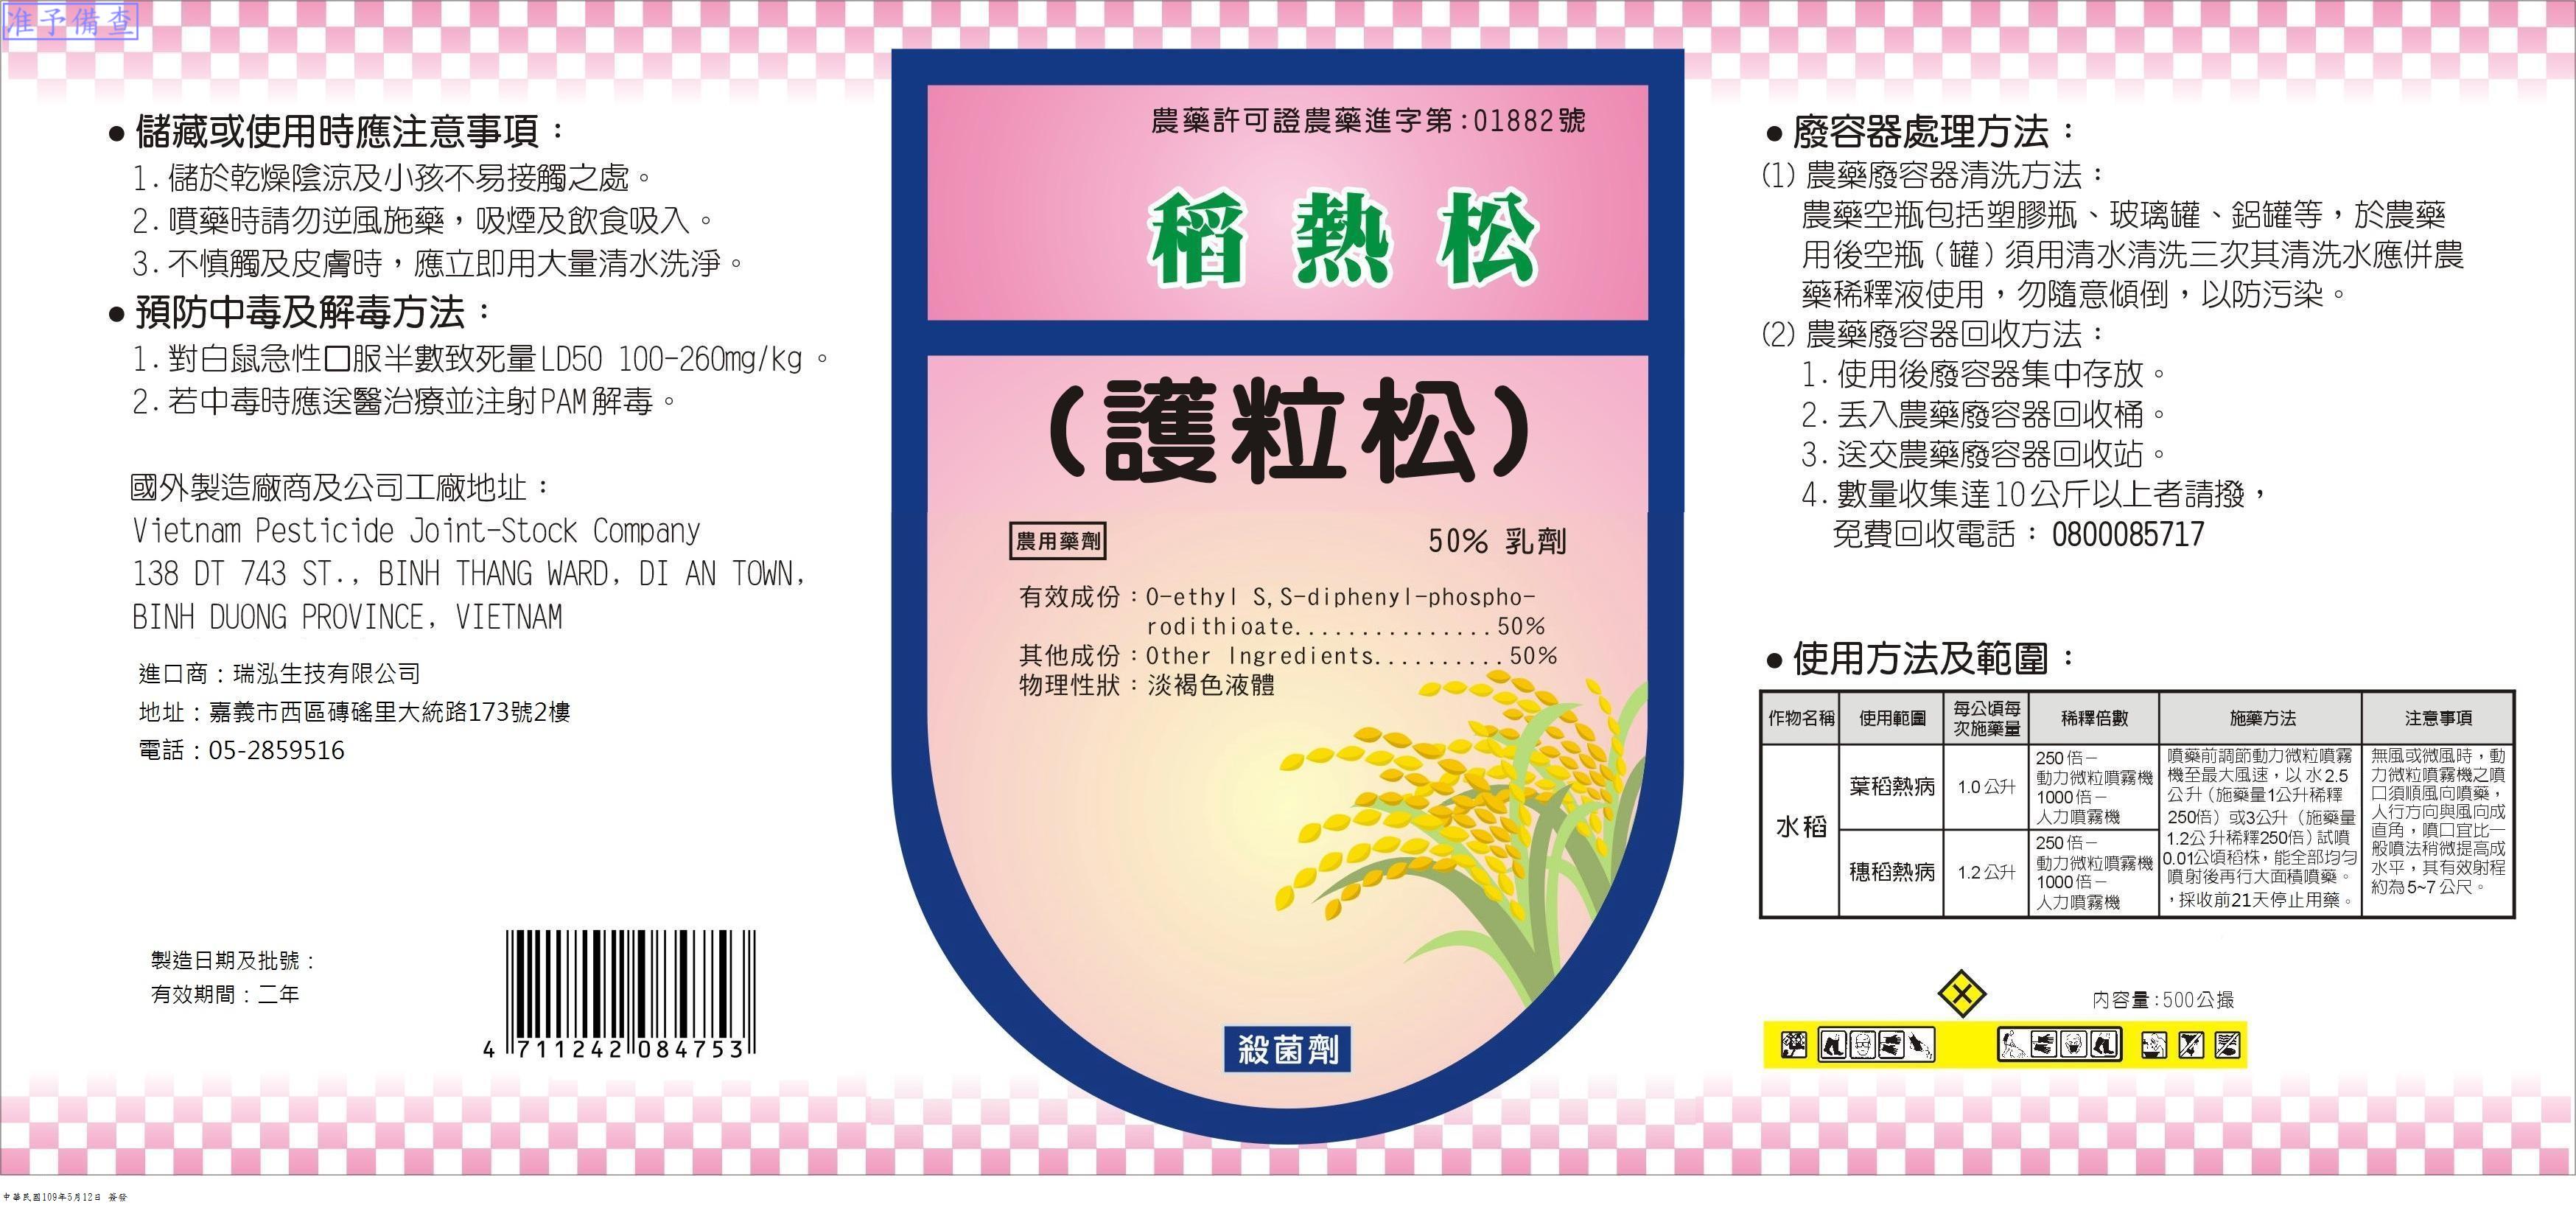 准予備查
● 儲藏或使用時應注意事項：
1. 儲於乾燥陰涼及小孩不易接觸之處。
2. 噴藥時請勿逆風施藥，吸煙及飲食吸入。
3. 不慎觸及皮膚時，應立即用大量清水洗淨。
● 預防中毒及解毒方法：
1. 對白鼠急性口服半數致死量LD50 100-260mg/kg。
2. 若中毒時應送醫治療並注射PAM解毒。
國外製造廠商及公司工廠地址：
Vietnam Pesticide Joint-Stock Company
138 DT 743 ST., BINH THANG WARD, DI AN TOWN,
BINH DUONG PROVINCE, VIETNAM
進口商：瑞泓生技有限公司
地址：嘉義市西區磚磘里大統路173號2樓
電話：05-2859516
製造日期及批號：
有效期間：二年
4 711242 084753
農藥許可證農藥進字第:01882號
稻熱松
(護粒松)
農用藥劑
50% 乳劑
有效成份：O-ethyl S,S-diphenyl-phospho-
rodithioate...............50%
其他成份：Other Ingredients..........50%
物理性狀：淡褐色液體
殺菌劑
● 廢容器處理方法：
(1) 農藥廢容器清洗方法：
農藥空瓶包括塑膠瓶、玻璃罐、鋁罐等，於農藥
用後空瓶(罐)須用清水清洗三次其清洗水應併農
藥稀釋液使用，勿隨意傾倒，以防污染。
(2) 農藥廢容器回收方法：
1. 使用後廢容器集中存放。
2. 丟入農藥廢容器回收桶。
3. 送交農藥廢容器回收站。
4. 數量收集達10公斤以上者請撥，
免費回收電話：0800085717
● 使用方法及範圍：
作物名稱 使用範圍 每公頃每次施藥量 稀釋倍數 施藥方法 注意事項
水稻
葉稻熱病
1.0公升
250倍－
動力微粒噴霧機
1000倍－
人力噴霧機
穗稻熱病
1.2公升
250倍－
動力微粒噴霧機
1000倍－
人力噴霧機
噴藥前調節動力微粒噴霧
機至最大風速，以水2.5
公升(施藥量1公升稀釋
250倍)或3公升(施藥量
1.2公升稀釋250倍)試噴
0.01公頃稻株，能全部均勻
噴射後再行大面積噴藥。
，採收前21天停止用藥。
無風或微風時，動
力微粒噴霧機之噴
口須順風向噴藥，
人行方向與風向成
直角，噴口宜比一
般噴法稍微提高成
水平，其有效射程
約為5~7公尺。
內容量:500公撮
中華民國109年5月12日 簽發